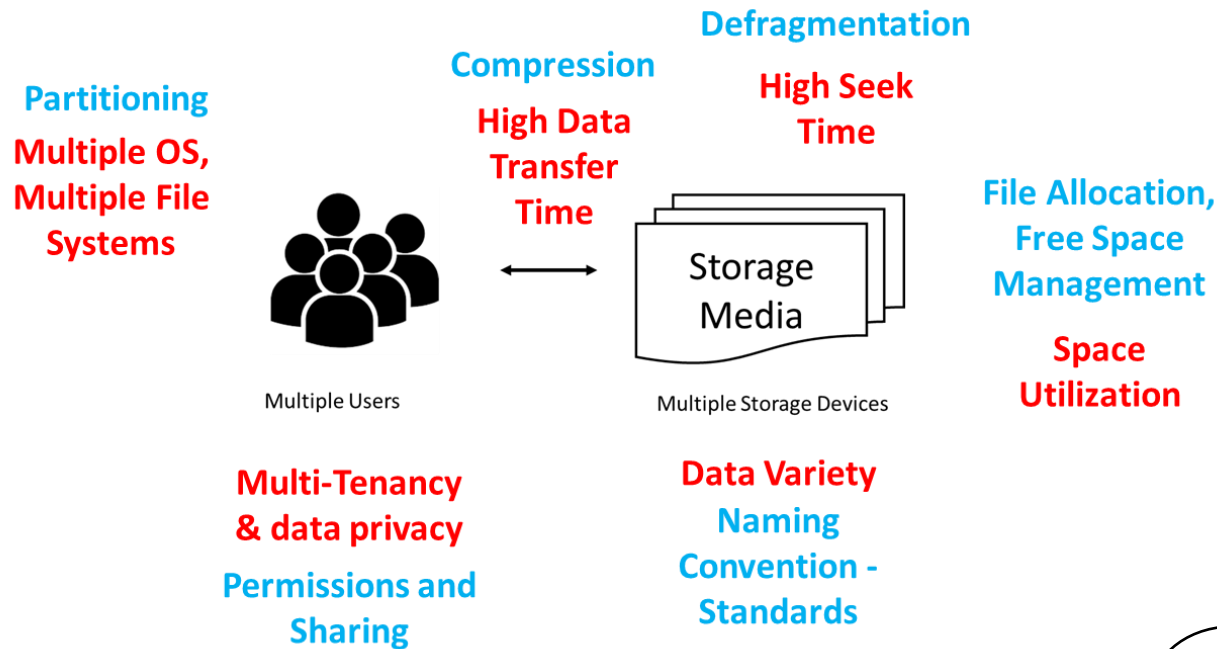 Defragmentation
High Seek
Time
Compression
High Data
Transfer
Time
Partitioning
Multiple OS,
Multiple File
Systems
File Allocation,
Free Space
Management
Space
Utilization
Storage
Media
Multiple Users
Multiple Storage Devices
Multi-Tenancy
& data privacy
Permissions and
Sharing
Data Variety
Naming
Convention -
Standards